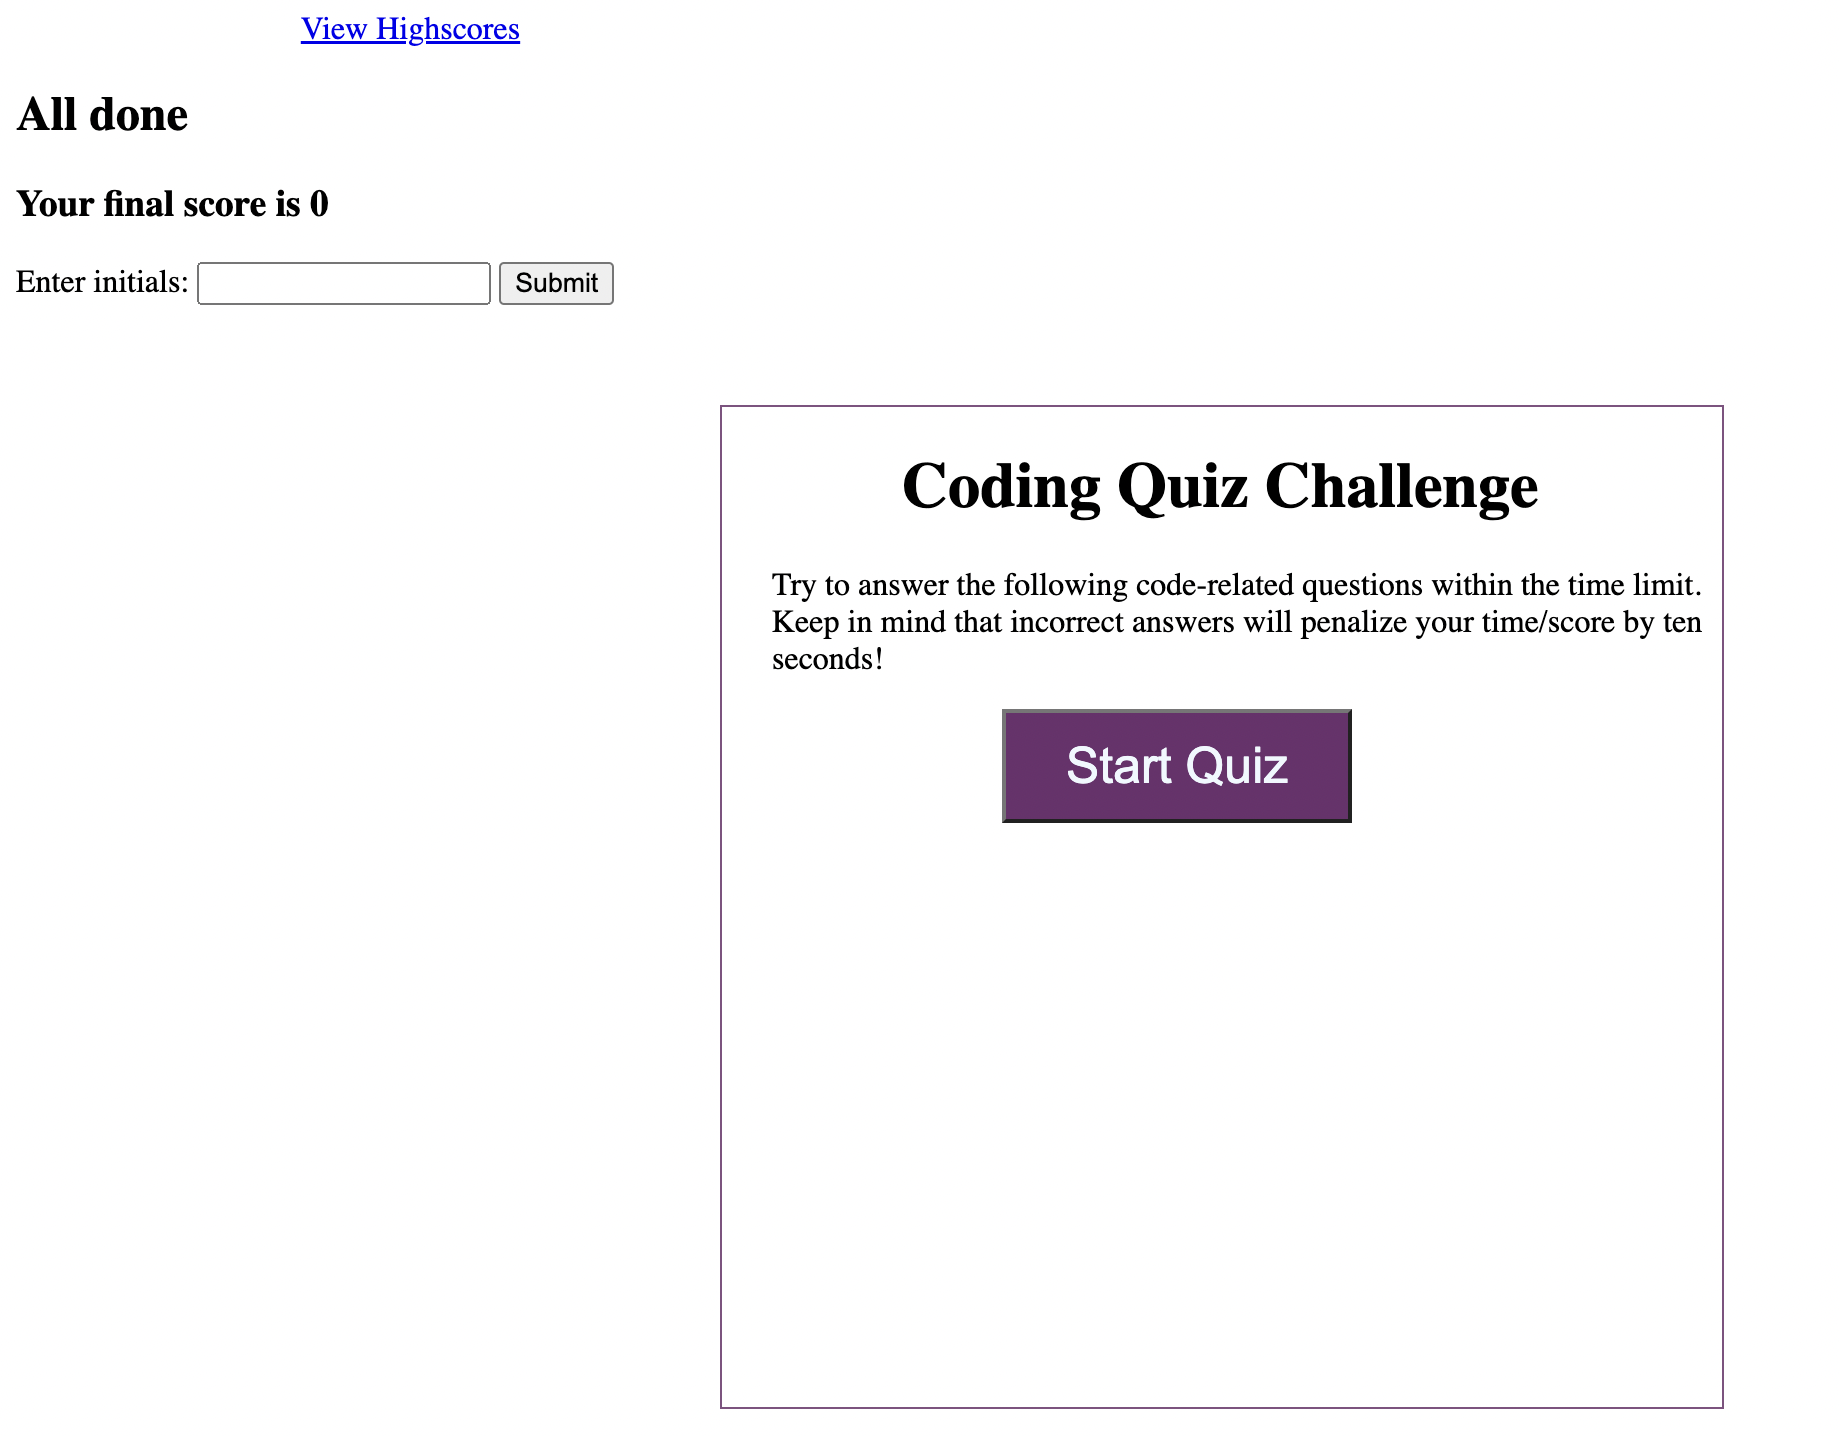 View Highscores
All done
Your final score is 0
Enter initials: Submit
Coding Quiz Challenge
Try to answer the following code-related questions within the time limit.
Keep in mind that incorrect answers will penalize your time/score by ten
seconds!
Start Quiz